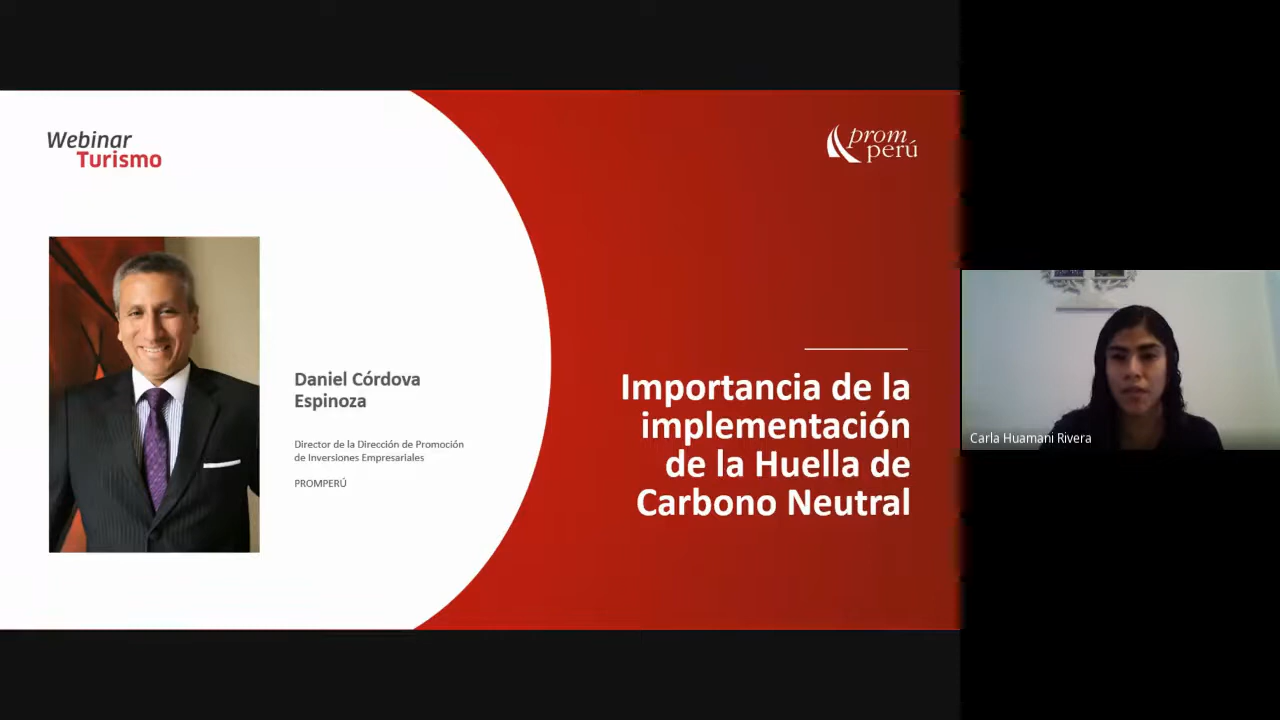 Webinar
Turismo
prom
perú
Daniel Córdova
Espinoza
Director de la Dirección de Promoción
de Inversiones Empresariales
PROMPERÚ
Importancia de la
implementación
de la Huella de
Carbono Neutral
Carla Huamani Rivera